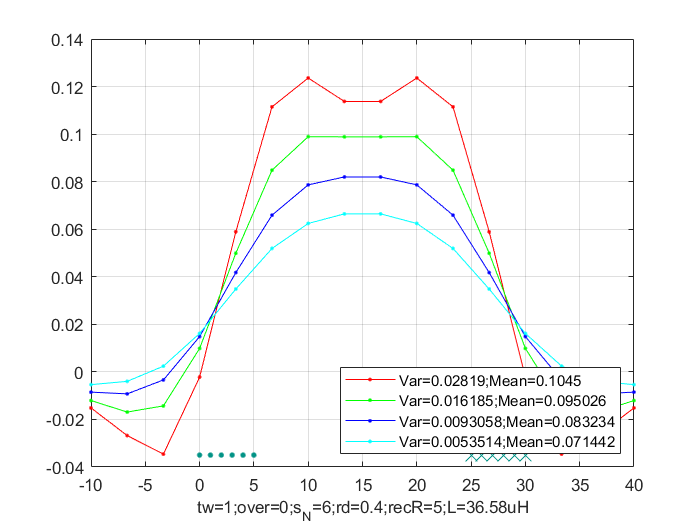 0.14
0.12
0.1
0.08
0.06
0.04
0.02
0
-0.02
-0.04
-10 -5 0 5 10 15 20 25 30 35 40
Var=0.02819;Mean=0.1045
Var=0.016185;Mean=0.095026
Var=0.0093058;Mean=0.083234
Var=0.0053514;Mean=0.071442
tw=1;over=0;s_N=6;rd=0.4;recR=5;L=36.58uH